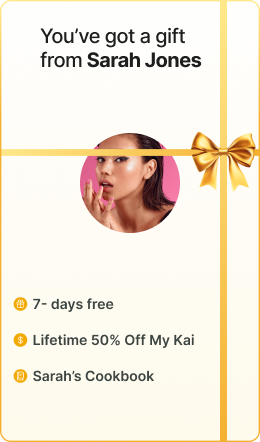 You’ve got a gift
from Sarah Jones
7- days free
Lifetime 50% Off My Kai
Sarah’s Cookbook